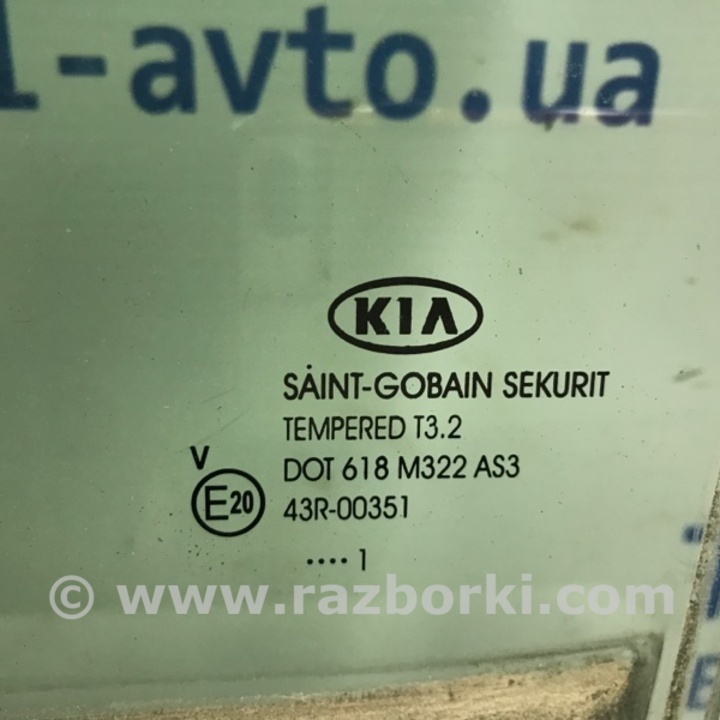 -avto.ua
KIA
SAINT-GOBAIN SEKURIT
TEMPERED T3.2
V
DOT 618 M322 AS3
E20
43R-00351
.... 1
© www.razborki.com